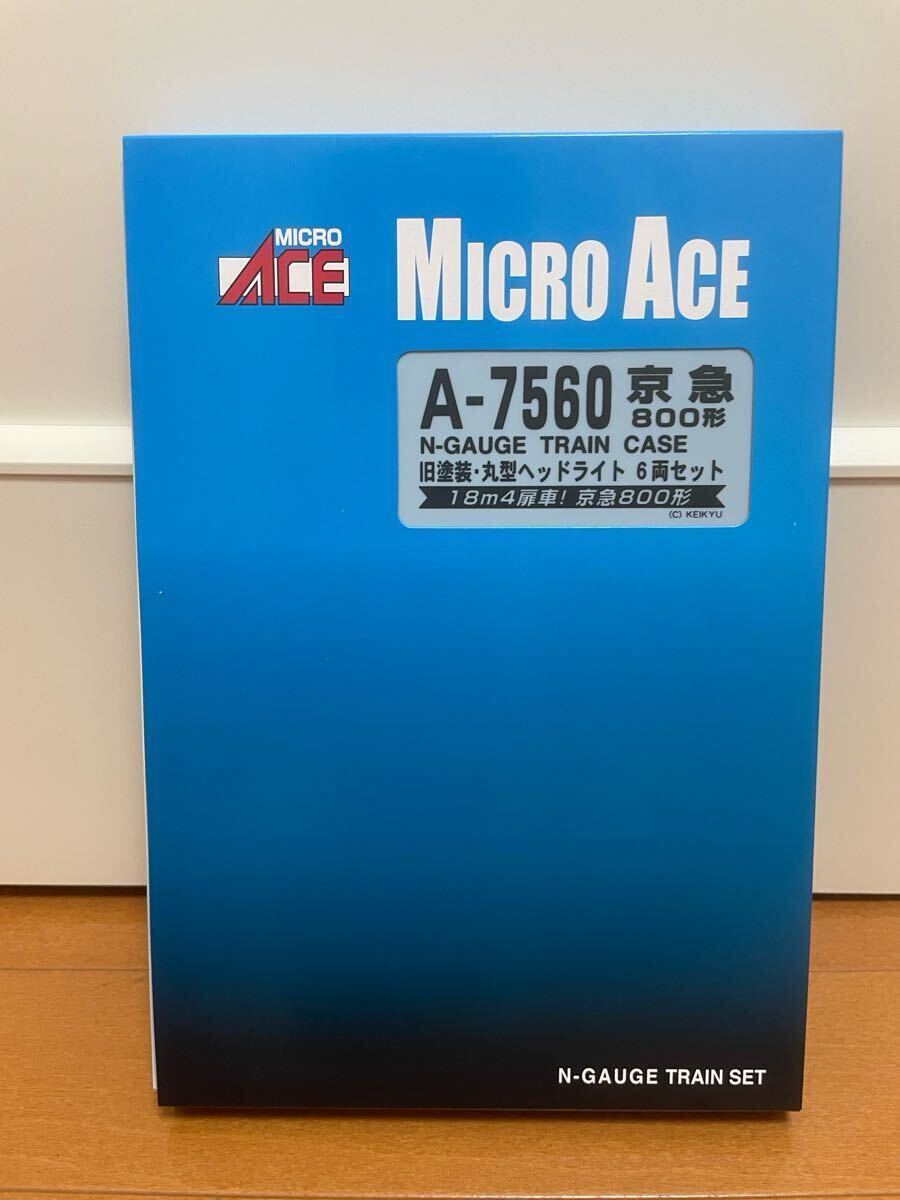 MICRO
ACE
MICRO ACE
A-7560 京急
800形
N-GAUGE TRAIN CASE
旧塗装・丸型ヘッドライト 6両セット
18m4扉車! 京急800形
(C) KEIKYU
N-GAUGE TRAIN SET